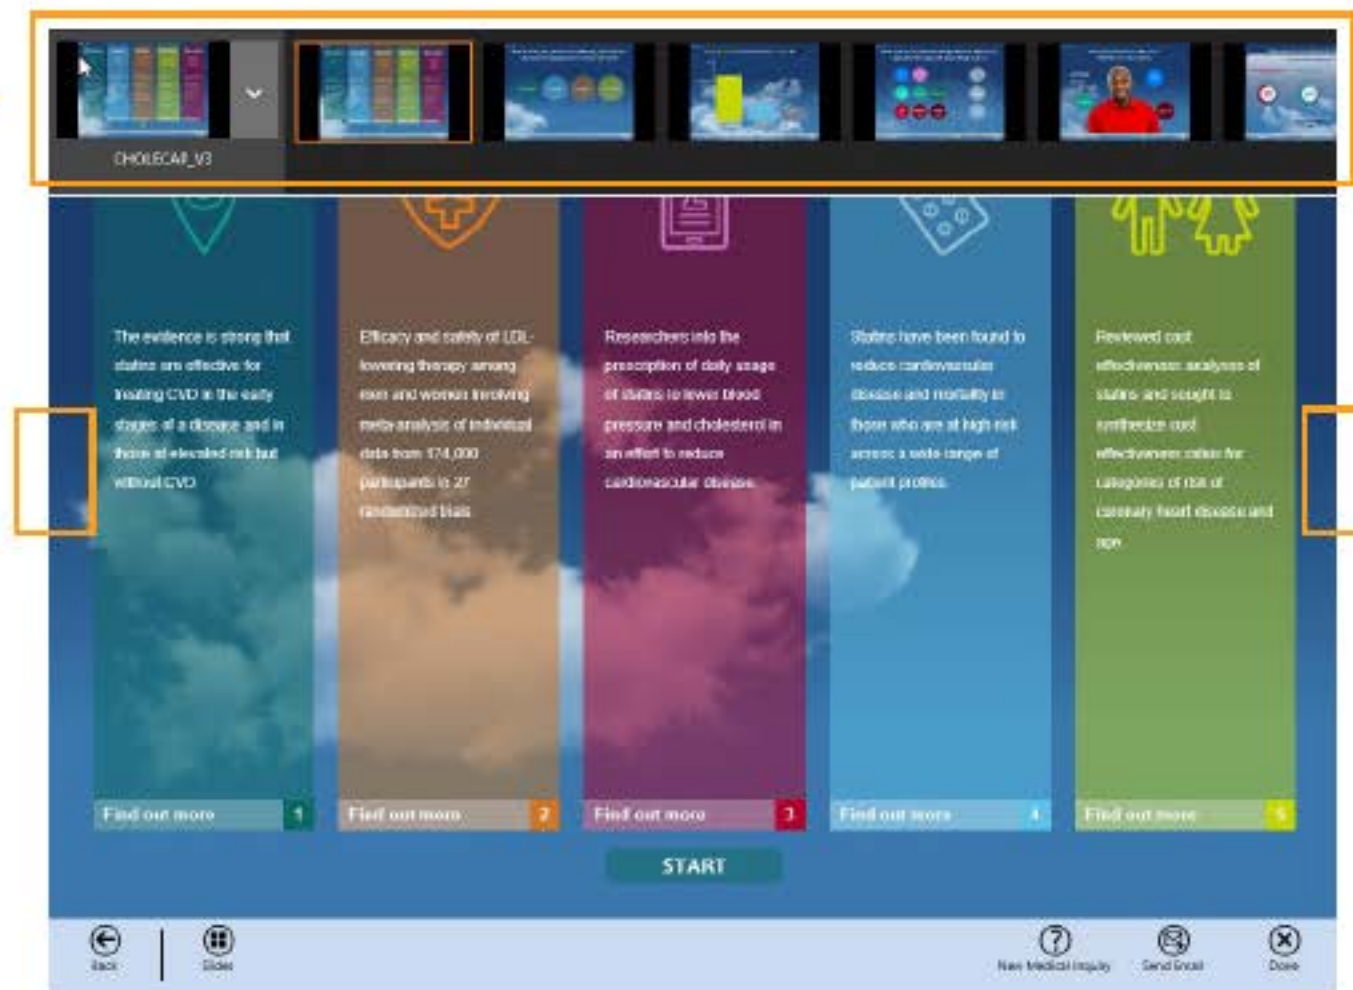 CHOLECAP_V3
The evidence is strong that
statins are effective for
treating CVD in the early
stages of a disease and in
those at elevated risk but
without CVD
Efficacy and safety of LDL-
lowering therapy among
men and women involving
meta-analysis of individual
data from 174,000
participants in 27
randomized trials
Researchers into the
prescription of daily usage
of statins to lower blood
pressure and cholesterol in
an effort to reduce
cardiovascular disease.
Statins have been found to
reduce cardiovascular
disease and mortality in
those who are at high risk
across a wide range of
patient profiles.
Reviewed cost
effectiveness analyses of
statins and sought to
synthesize cost
effectiveness ratios for
categories of risk of
coronary heart disease and
age.
Find out more 1
Find out more 2
Find out more 3
Find out more 4
Find out more 5
START
Back
Slides
New Medical Inquiry
Send Email
Done